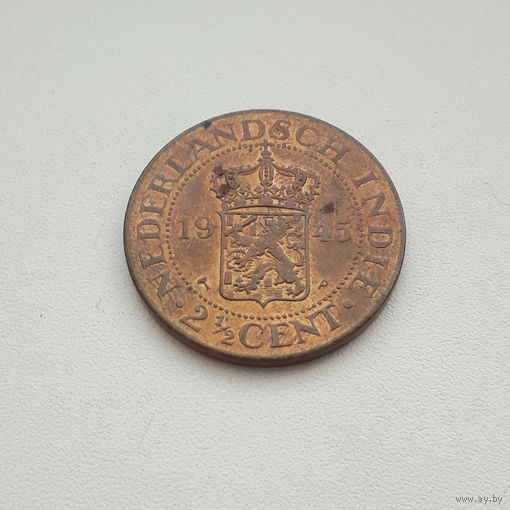 NEDERLANDSCH INDIE
19 45
2½ CENT
P
www.ay.by